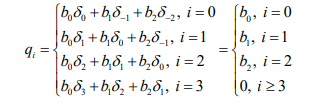 q_i = { b_0δ_0 + b_1δ_{-1} + b_2δ_{-2}, i = 0 = { b_0, i = 0
b_0δ_1 + b_1δ_0 + b_2δ_{-1}, i = 1 b_1, i = 1
b_0δ_2 + b_1δ_1 + b_2δ_0, i = 2 b_2, i = 2
b_0δ_3 + b_1δ_2 + b_2δ_1, i = 3 0, i ≥ 3